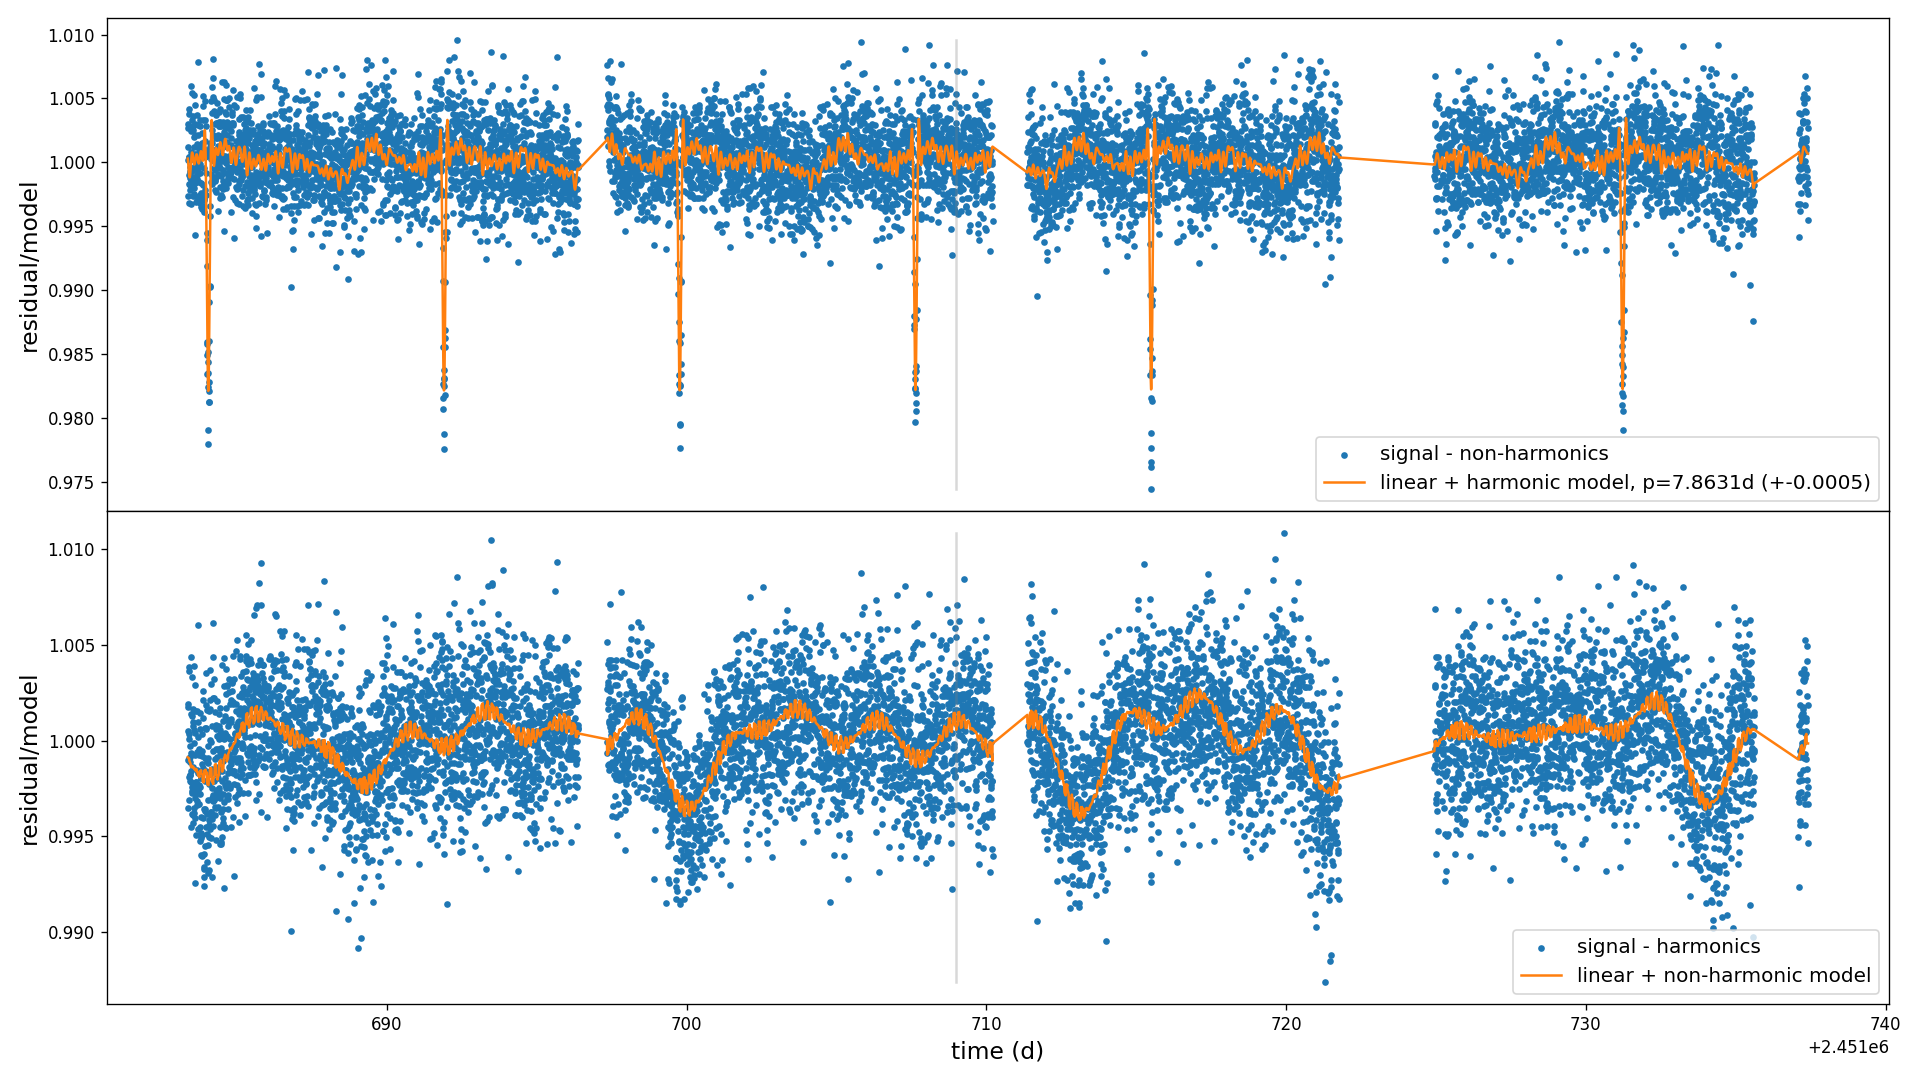 1.010
1.005
1.000
0.995
0.990
0.985
0.980
0.975
residual/model
signal - non-harmonics
linear + harmonic model, p=7.8631d (+-0.0005)
1.010
1.005
1.000
0.995
0.990
residual/model
signal - harmonics
linear + non-harmonic model
690
700
710
720
730
740
time (d)
+2.451e6